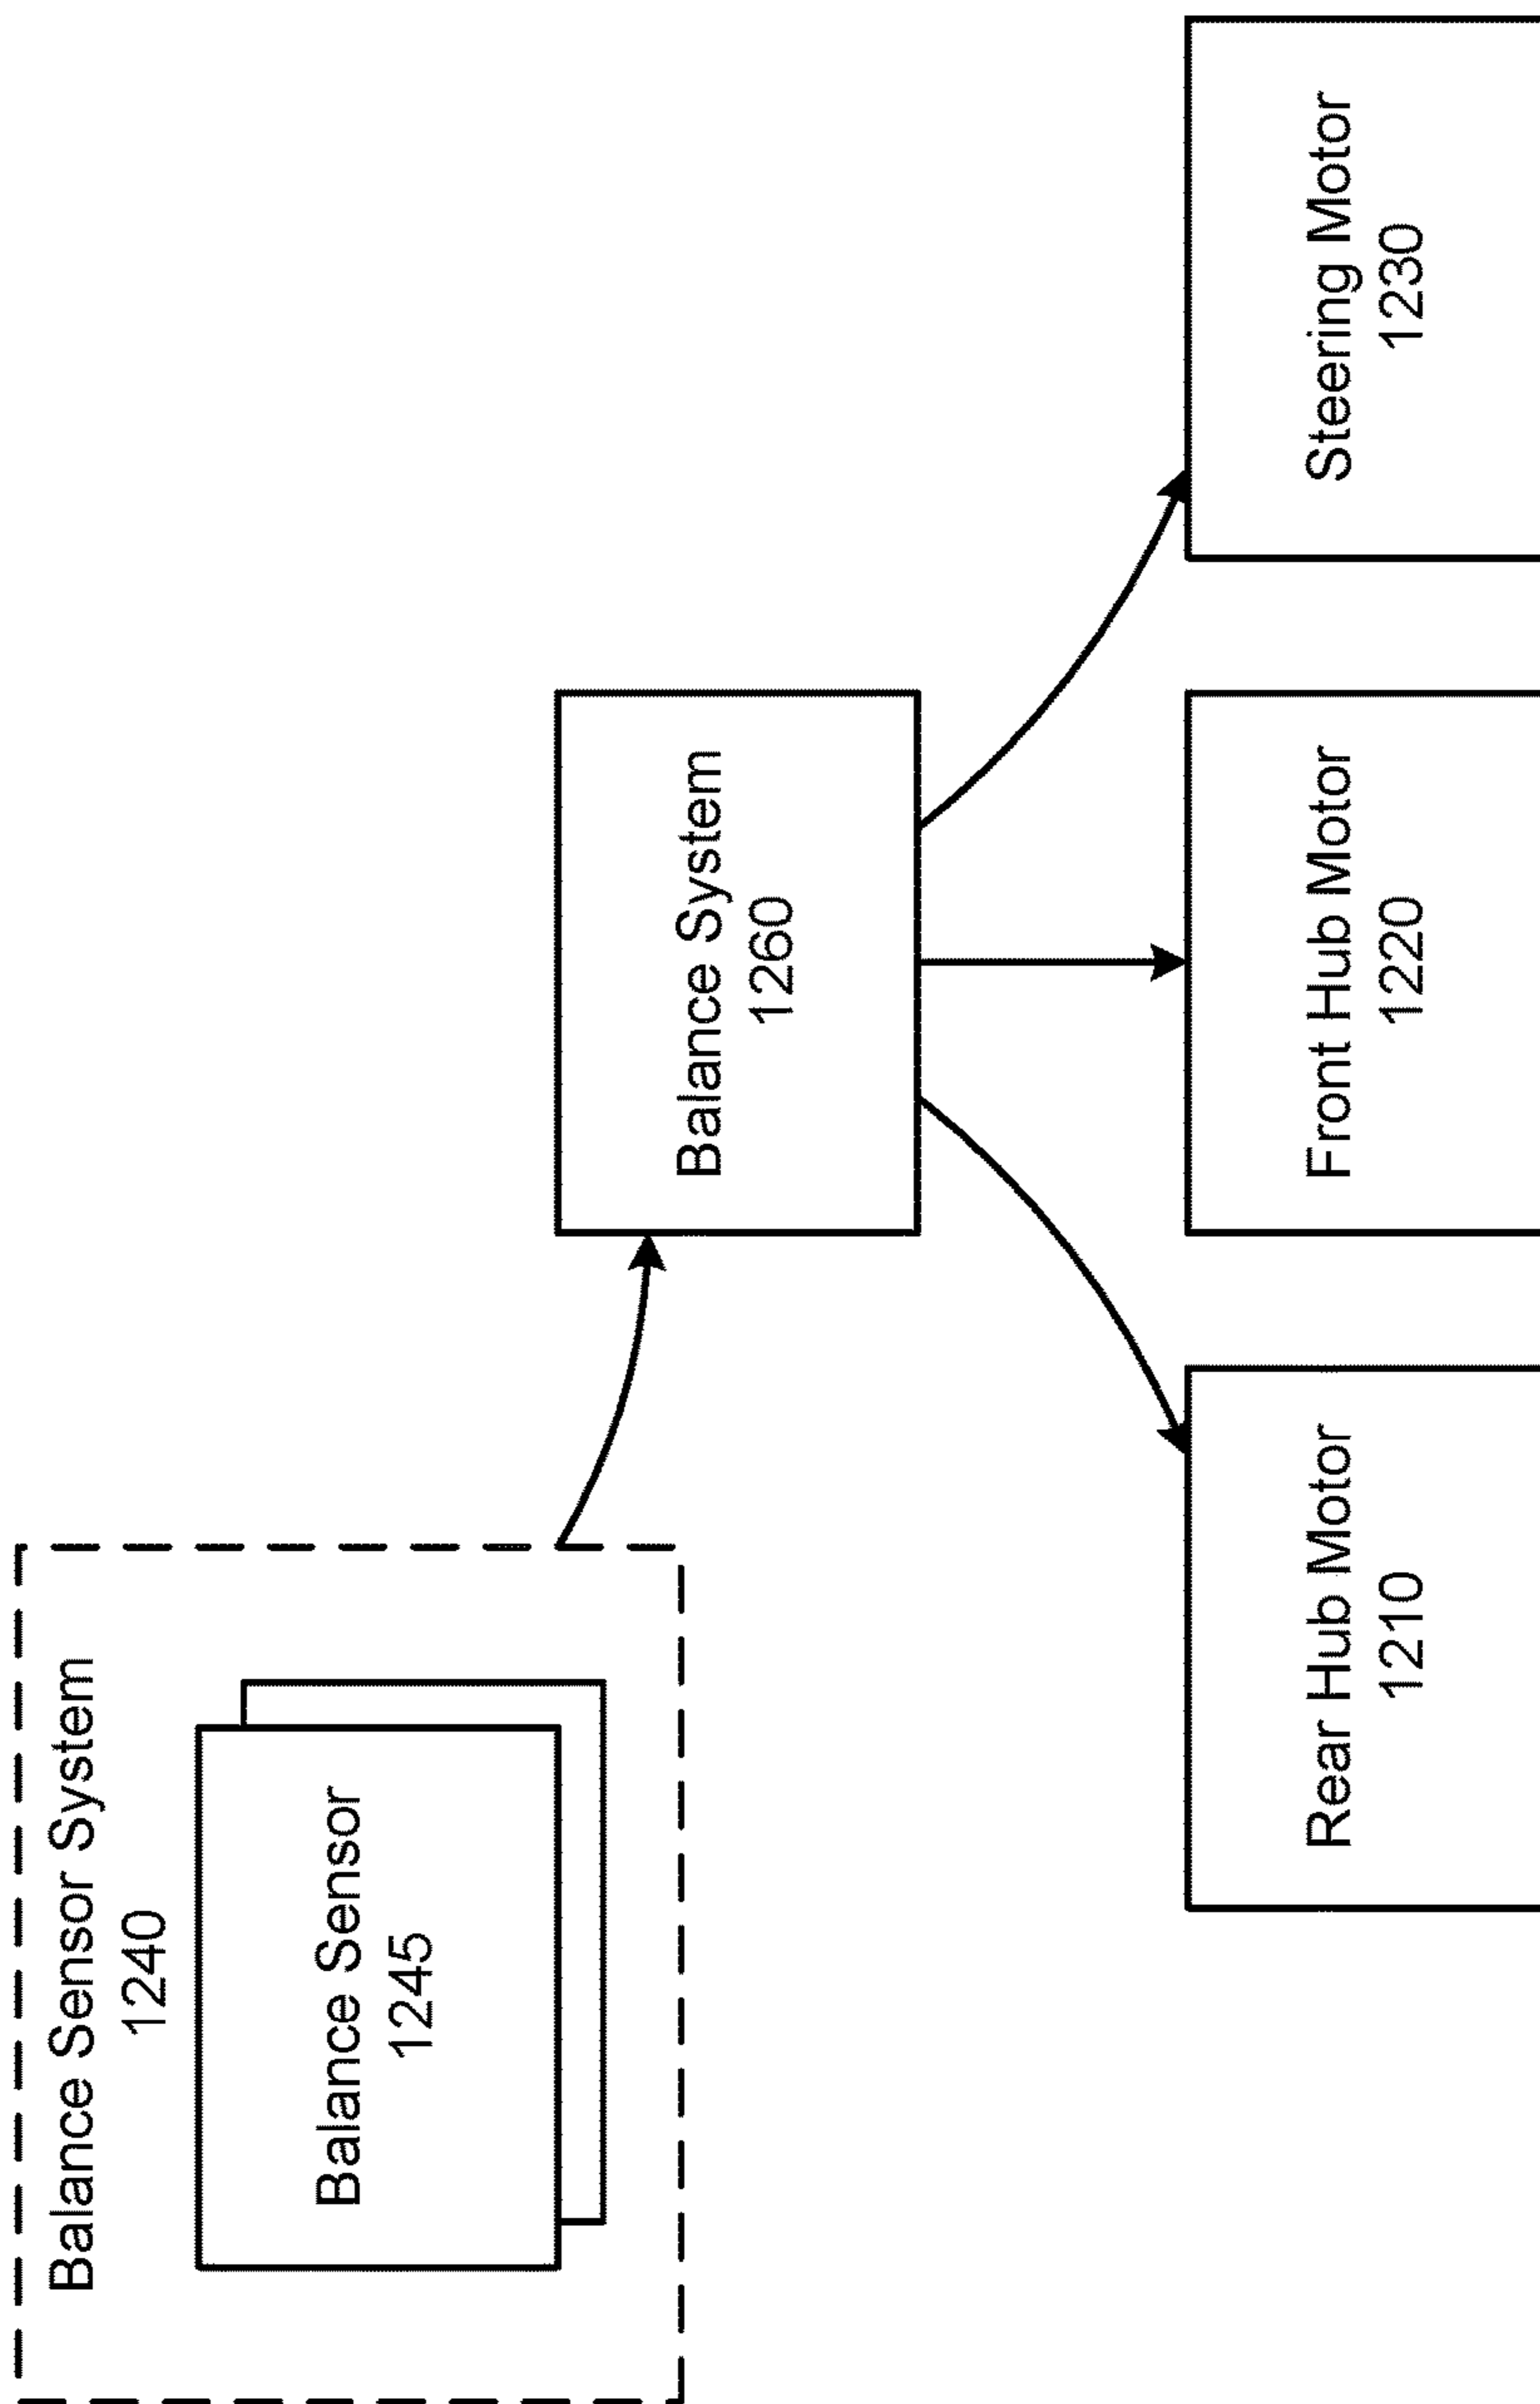 Balance Sensor System
1240
Balance Sensor
1245
Balance System
1260
Rear Hub Motor
1210
Front Hub Motor
1220
Steering Motor
1230